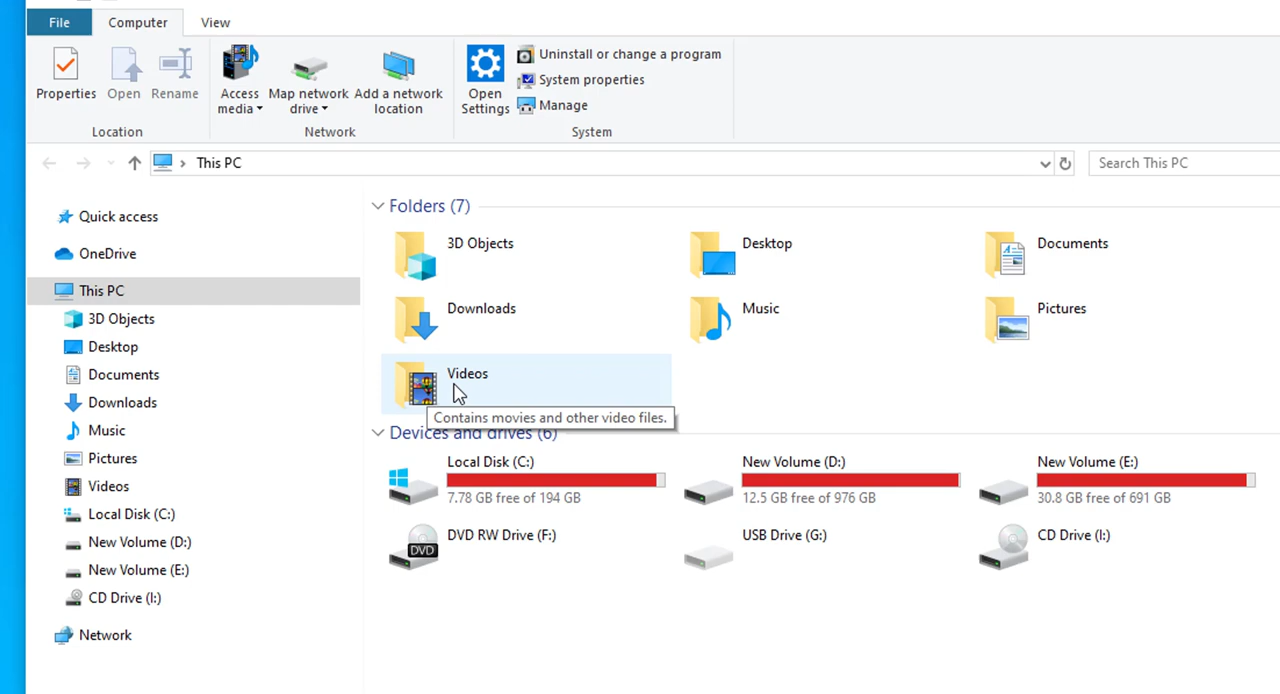 File Computer View
Properties Open Rename Access media Map network drive Add a network location Open Settings Uninstall or change a program
System properties
Manage
Location Network System
This PC Search This PC
Quick access
OneDrive
This PC
3D Objects
Desktop
Documents
Downloads
Music
Pictures
Videos
Local Disk (C:)
New Volume (D:)
New Volume (E:)
CD Drive (I:)
Network
Folders (7)
3D Objects Desktop Documents
Downloads Music Pictures
Videos
Contains movies and other video files.
Devices and drives (6)
Local Disk (C:) New Volume (D:) New Volume (E:)
7.78 GB free of 194 GB 12.5 GB free of 976 GB 30.8 GB free of 691 GB
DVD RW Drive (F:) USB Drive (G:) CD Drive (I:)
DVD